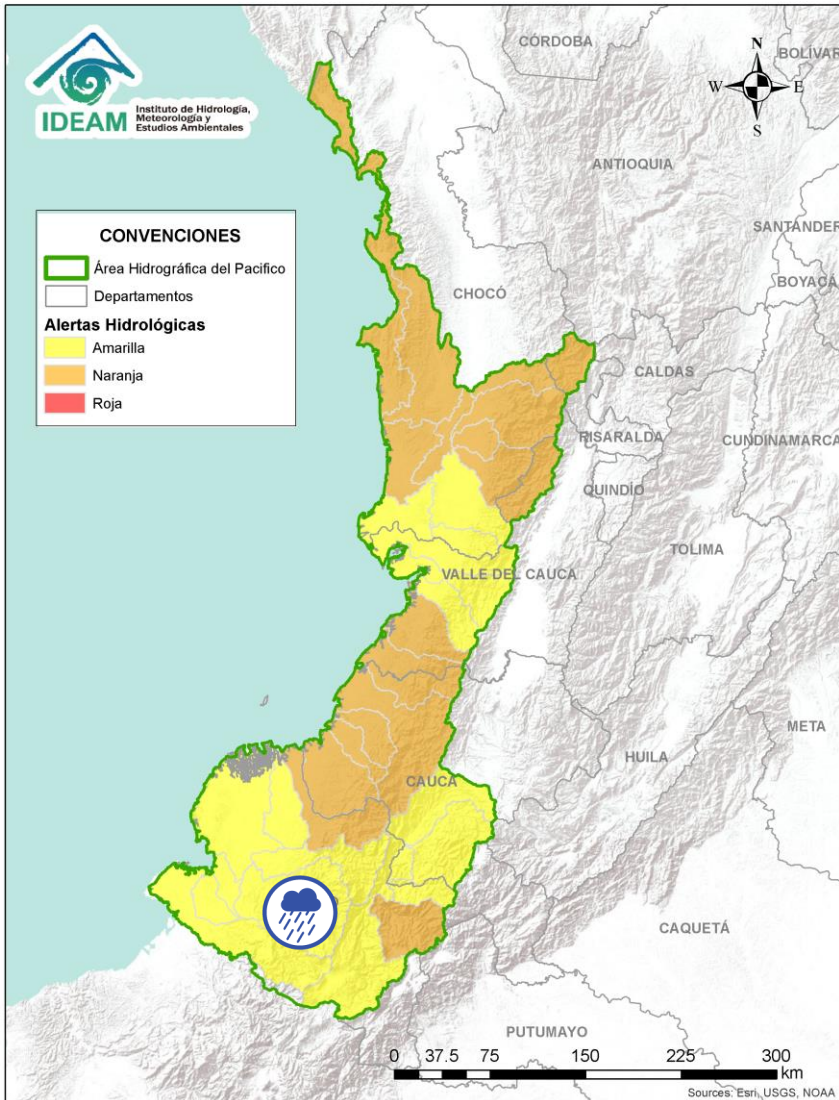 IDEAM
Instituto de Hidrología,
Meteorología y
Estudios Ambientales
CONVENCIONES
Área Hidrográfica del Pacifico
Departamentos
Alertas Hidrológicas
Amarilla
Naranja
Roja
N
W
E
S
CÓRDOBA
BOLÍVAR
ANTIOQUIA
SANTANDER
BOYACÁ
CHOCÓ
CALDAS
RISARALDA
CUNDINAMARCA
QUINDÍO
TOLIMA
VALLE DEL CAUCA
META
HUILA
CAUCA
CAQUETÁ
PUTUMAYO
0 37.5 75 150 225 300
km
Sources: Esri, USGS, NOAA